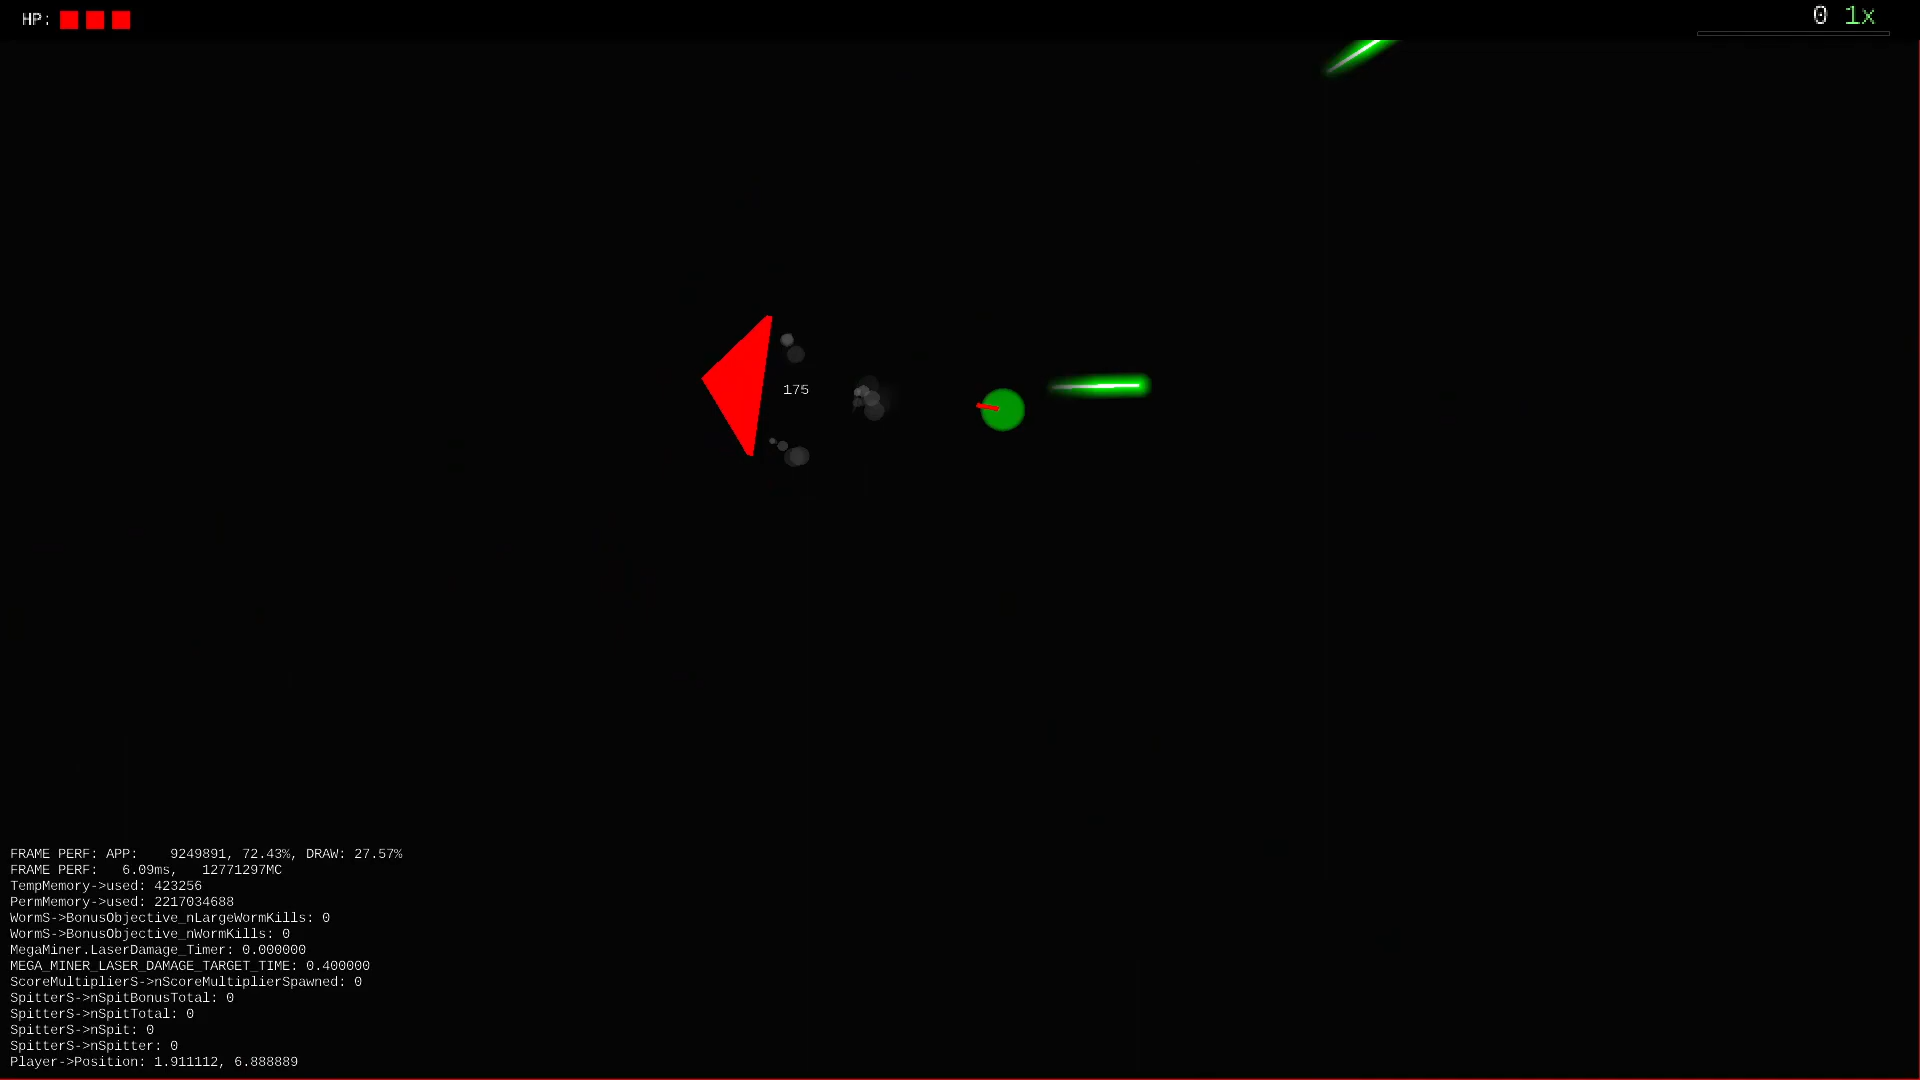 HP:
0 1x
175
FRAME PERF: APP:    9249891, 72.43%, DRAW: 27.57%
FRAME PERF:   6.09ms,   12771297MC
TempMemory->used: 423256
PermMemory->used: 2217034688
WormS->BonusObjective_nLargeWormKills: 0
WormS->BonusObjective_nWormKills: 0
MegaMiner.LaserDamage_Timer: 0.000000
MEGA_MINER_LASER_DAMAGE_TARGET_TIME: 0.400000
ScoreMultiplierS->nScoreMultiplierSpawned: 0
SpitterS->nSpitBonusTotal: 0
SpitterS->nSpitTotal: 0
SpitterS->nSpit: 0
SpitterS->nSpitter: 0
Player->Position: 1.911112, 6.888889